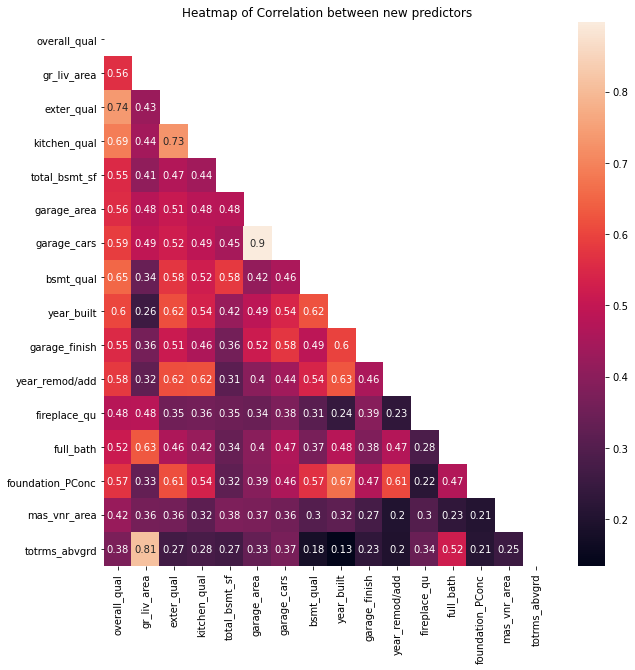 Heatmap of Correlation between new predictors
overall_qual
gr_liv_area 0.56
exter_qual 0.74 0.43
kitchen_qual 0.69 0.44 0.73
total_bsmt_sf 0.55 0.41 0.47 0.44
garage_area 0.56 0.48 0.51 0.48 0.48
garage_cars 0.59 0.49 0.52 0.49 0.45 0.9
bsmt_qual 0.65 0.34 0.58 0.52 0.58 0.42 0.46
year_built 0.6 0.26 0.62 0.54 0.42 0.49 0.54 0.62
garage_finish 0.55 0.36 0.51 0.46 0.36 0.52 0.58 0.49 0.6
year_remod/add 0.58 0.32 0.62 0.62 0.31 0.4 0.44 0.54 0.63 0.46
fireplace_qu 0.48 0.48 0.35 0.36 0.35 0.34 0.38 0.31 0.24 0.39 0.23
full_bath 0.52 0.63 0.46 0.42 0.34 0.4 0.47 0.37 0.48 0.38 0.47 0.28
foundation_PConc 0.57 0.33 0.61 0.54 0.32 0.39 0.46 0.57 0.67 0.47 0.61 0.22 0.47
mas_vnr_area 0.42 0.36 0.36 0.32 0.38 0.37 0.36 0.3 0.32 0.27 0.2 0.3 0.23 0.21
totrms_abvgrd 0.38 0.81 0.27 0.28 0.27 0.33 0.37 0.18 0.13 0.23 0.2 0.34 0.52 0.21 0.25
overall_qual
gr_liv_area
exter_qual
kitchen_qual
total_bsmt_sf
garage_area
garage_cars
bsmt_qual
year_built
garage_finish
year_remod/add
fireplace_qu
full_bath
foundation_PConc
mas_vnr_area
totrms_abvgrd
0.8
0.7
0.6
0.5
0.4
0.3
0.2